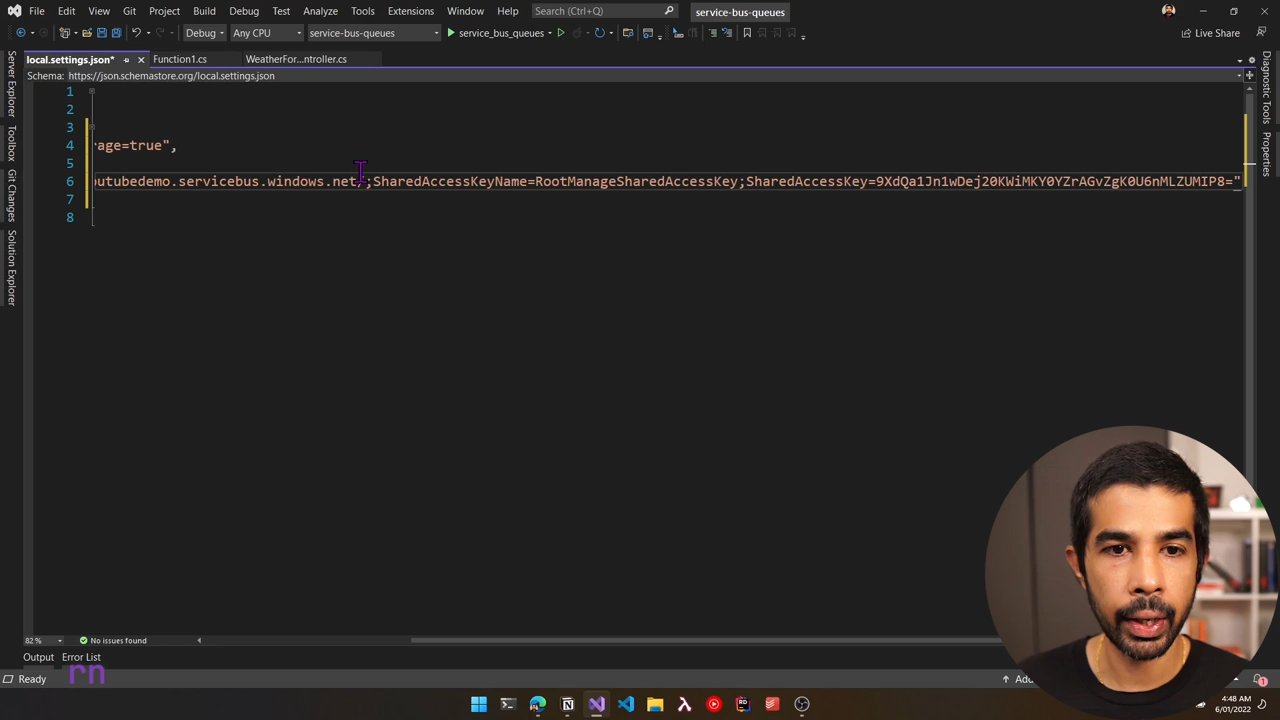 File Edit View Git Project Build Debug Test Analyze Tools Extensions Window Help Search (Ctrl+Q) service-bus-queues
Debug Any CPU service-bus-queues service_bus_queues Live Share
local.settings.json* Function1.cs WeatherFor...ntroller.cs
Schema: https://json.schemastore.org/local.settings.json
Server Explorer
Toolbox
Git Changes
Solution Explorer
Diagnostic Tools
Properties
1
2
3
4 age=true",
5
6 utubedemo.servicebus.windows.net/;SharedAccessKeyName=RootManageSharedAccessKey;SharedAccessKey=9XdQa1Jn1wDej20KWiMKY0YZrAGvZgK0U6nMLZUMIP8="
7
8
82 % No issues found
Output Error List
rn
Ready Add
1
4:48 AM
6/01/2022